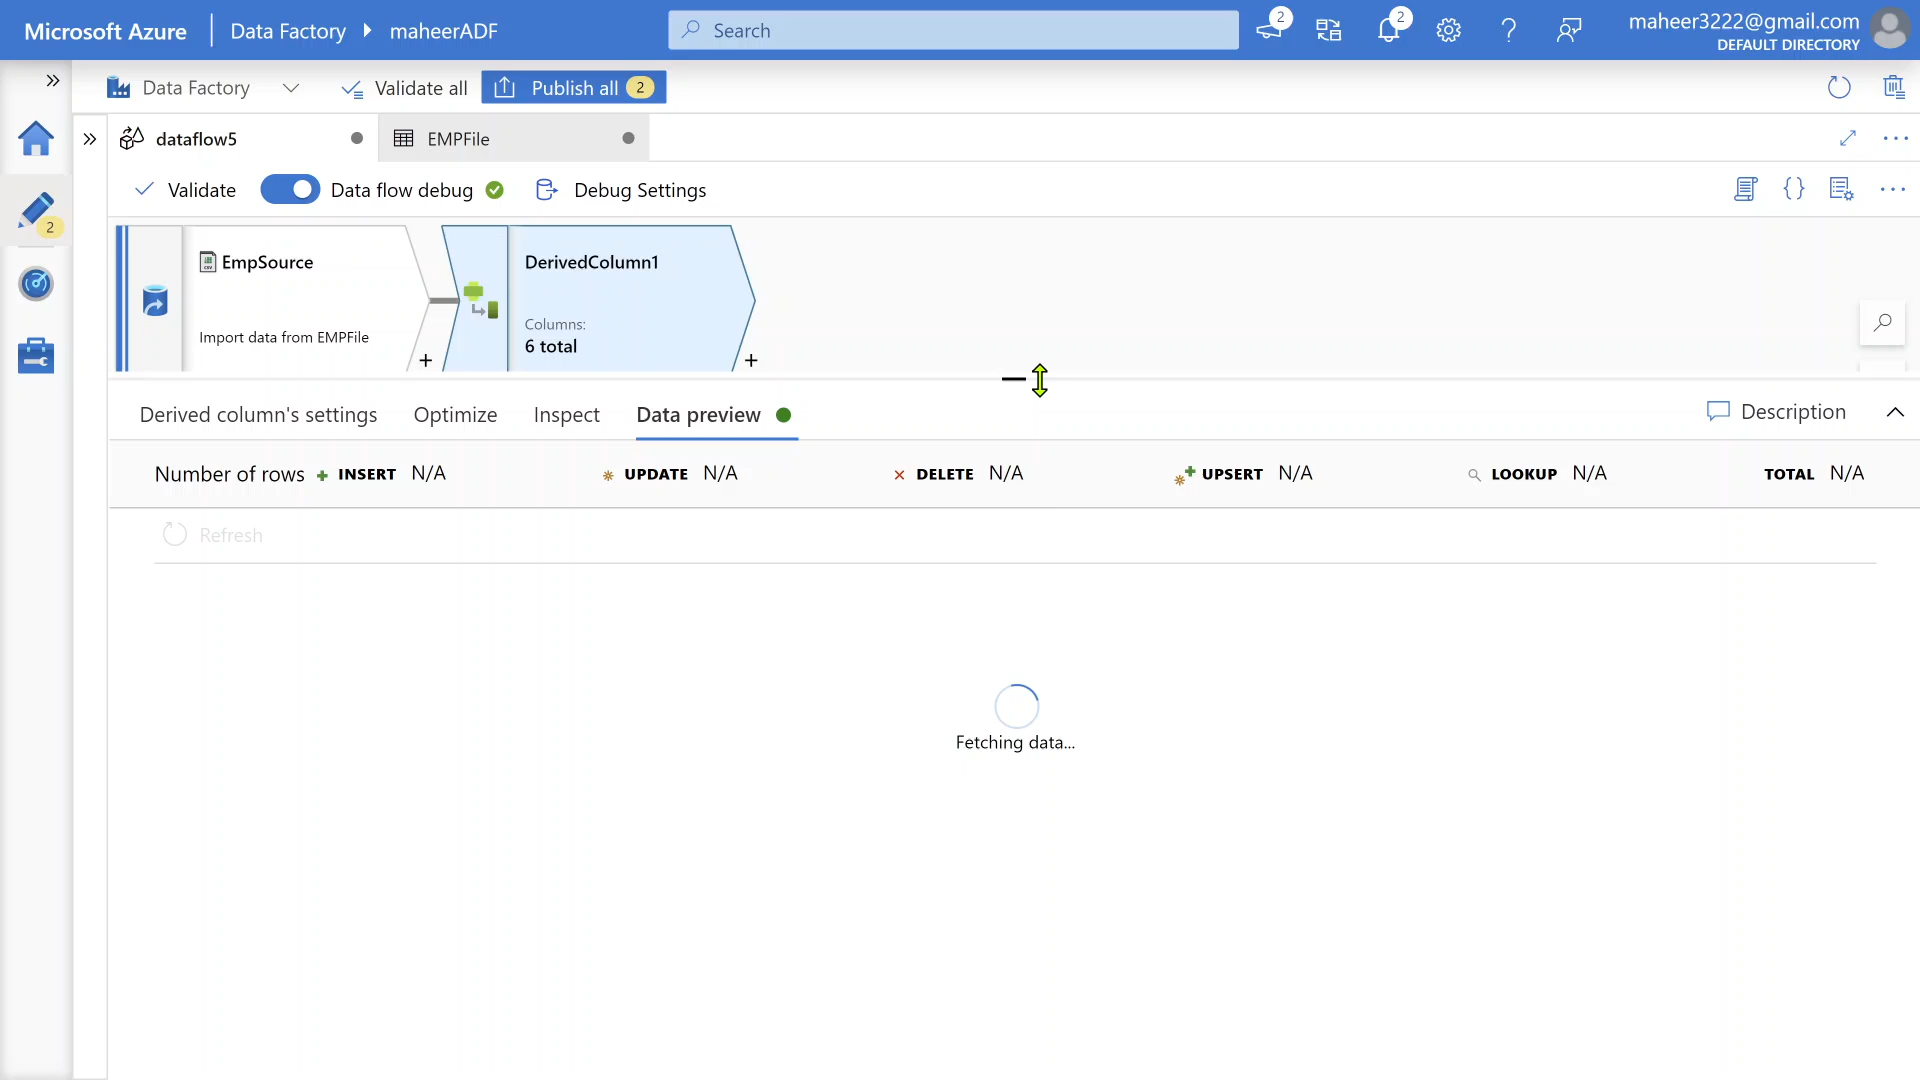 Microsoft Azure Data Factory maheerADF Search 2 2 maheer3222@gmail.com
DEFAULT DIRECTORY
Data Factory Validate all Publish all 2
dataflow5 EMPFile
Validate Data flow debug Debug Settings
2
EmpSource DerivedColumn1
Columns:
Import data from EMPFile
6 total
Derived column's settings Optimize Inspect Data preview Description
Number of rows INSERT N/A UPDATE N/A DELETE N/A UPSERT N/A LOOKUP N/A TOTAL N/A
Refresh
Fetching data...